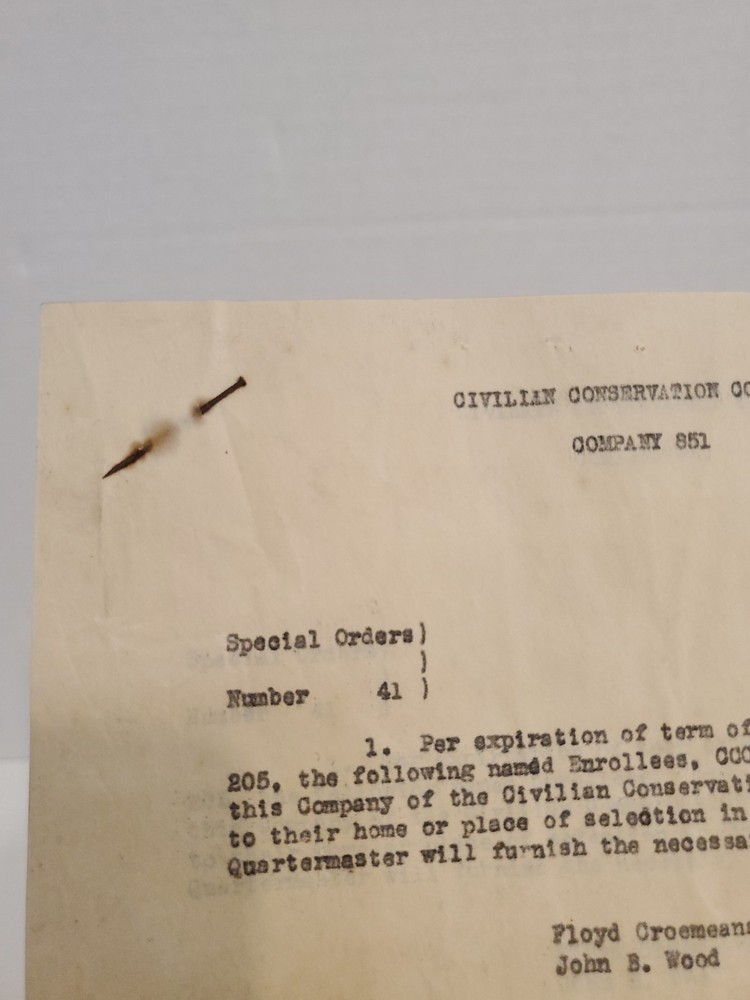 CIVILIAN CONSERVATION CO
COMPANY 851
Special Orders)
)
Number 41 )
1. Per expiration of term of
205, the following named Enrollees, CCC
this Company of the Civilian Conservati
to their home or place of selection in
Quartermaster will furnish the necessa
Floyd Croemeans
John B. Wood